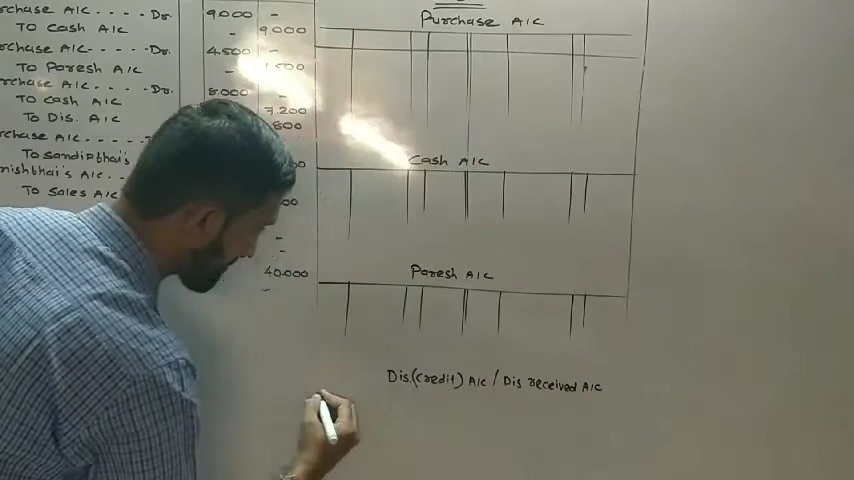 rchase A/c. . . . . Dr. 9,000 -
To Cash A/c - 9,000
rchase A/c- . . . . Dr. 4,500 -
To Paresh A/c -
rchase A/c. . . . - Dr. 8,000 -
To Cash A/c 7,200
To Dis. A/c 800
rchase A/c
To Sandipbhai's
nishbhai's A/c. . .
To Sales A/c
40,000
Purchase A/c
Cash A/c
Paresh A/c
Dis.(Credit) A/c / Dis received A/c